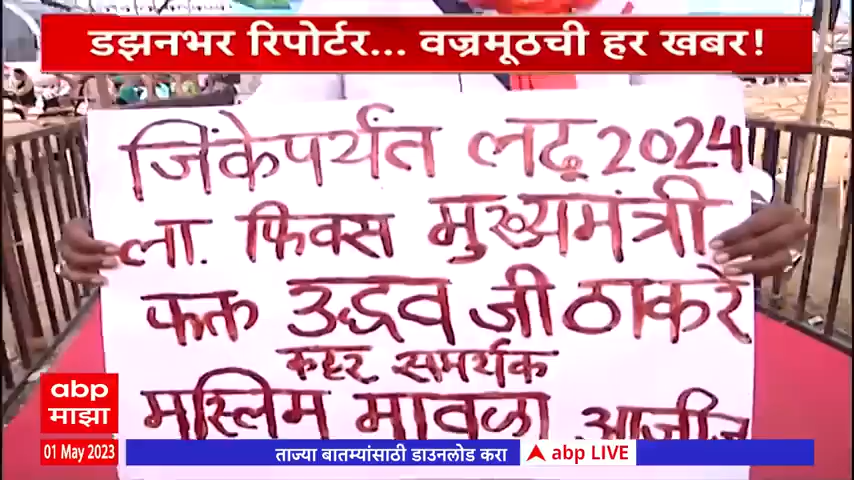 डझनभर रिपोर्टर... वज्रमूठची हर खबर!
जिंकेपर्यंत लढू 2024
ला. फिक्स मुख्यमंत्री
फक्त उद्धव जी ठाकरे
कट्टर समर्थक
मस्लिम मावळा आजीज
abp
माझा
01 May 2023
ताज्या बातम्यांसाठी डाउनलोड करा
abp LIVE